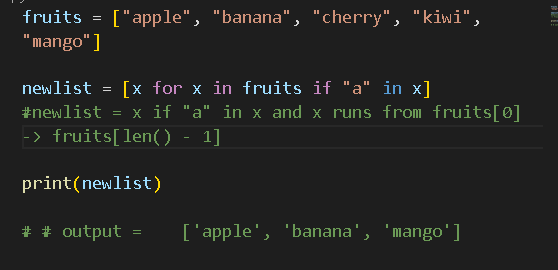 fruits = ["apple", "banana", "cherry", "kiwi",
"mango"]
newlist = [x for x in fruits if "a" in x]
#newlist = x if "a" in x and x runs from fruits[0]
-> fruits[len() - 1]
print(newlist)
# # output =    ['apple', 'banana', 'mango']